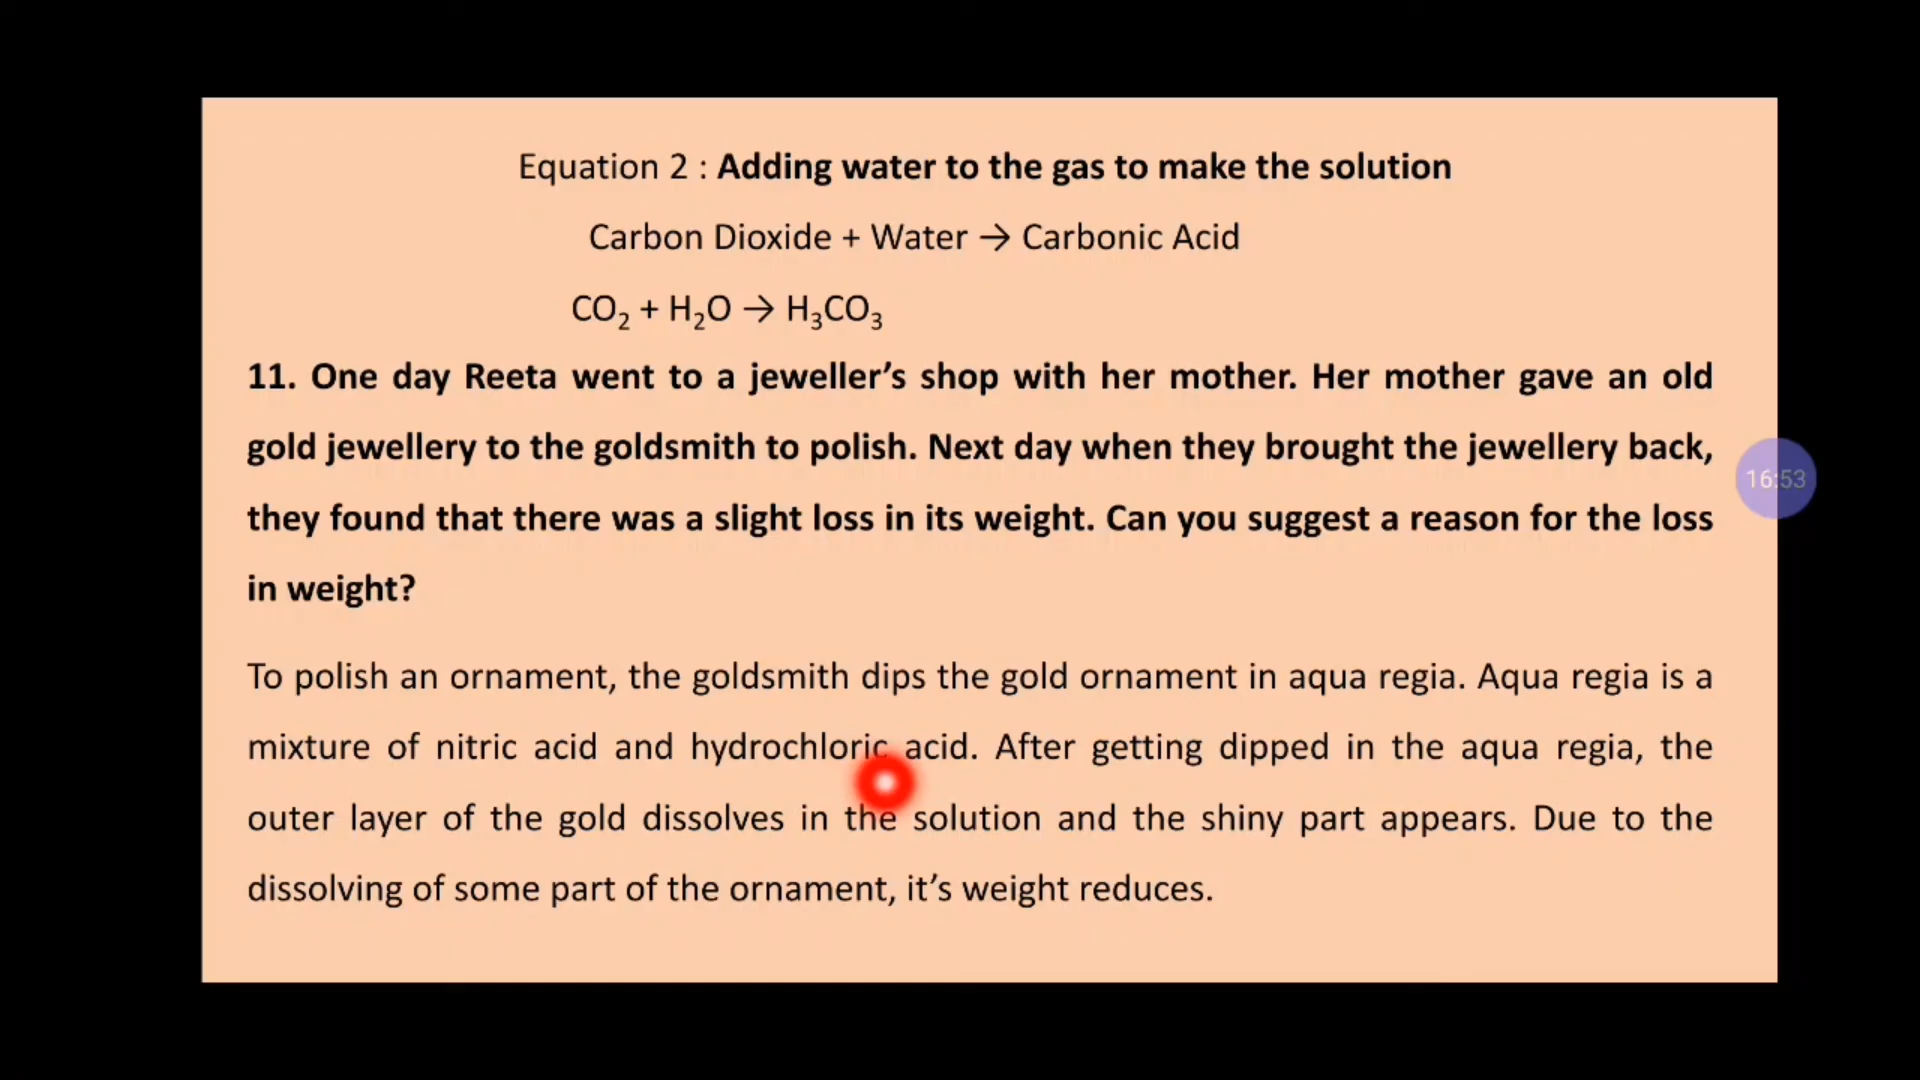 Equation 2 : Adding water to the gas to make the solution
Carbon Dioxide + Water → Carbonic Acid
CO₂ + H₂O → H₃CO₃
11. One day Reeta went to a jeweller’s shop with her mother. Her mother gave an old
gold jewellery to the goldsmith to polish. Next day when they brought the jewellery back,
they found that there was a slight loss in its weight. Can you suggest a reason for the loss
in weight?
To polish an ornament, the goldsmith dips the gold ornament in aqua regia. Aqua regia is a
mixture of nitric acid and hydrochloric acid. After getting dipped in the aqua regia, the
outer layer of the gold dissolves in the solution and the shiny part appears. Due to the
dissolving of some part of the ornament, it’s weight reduces.
16:53